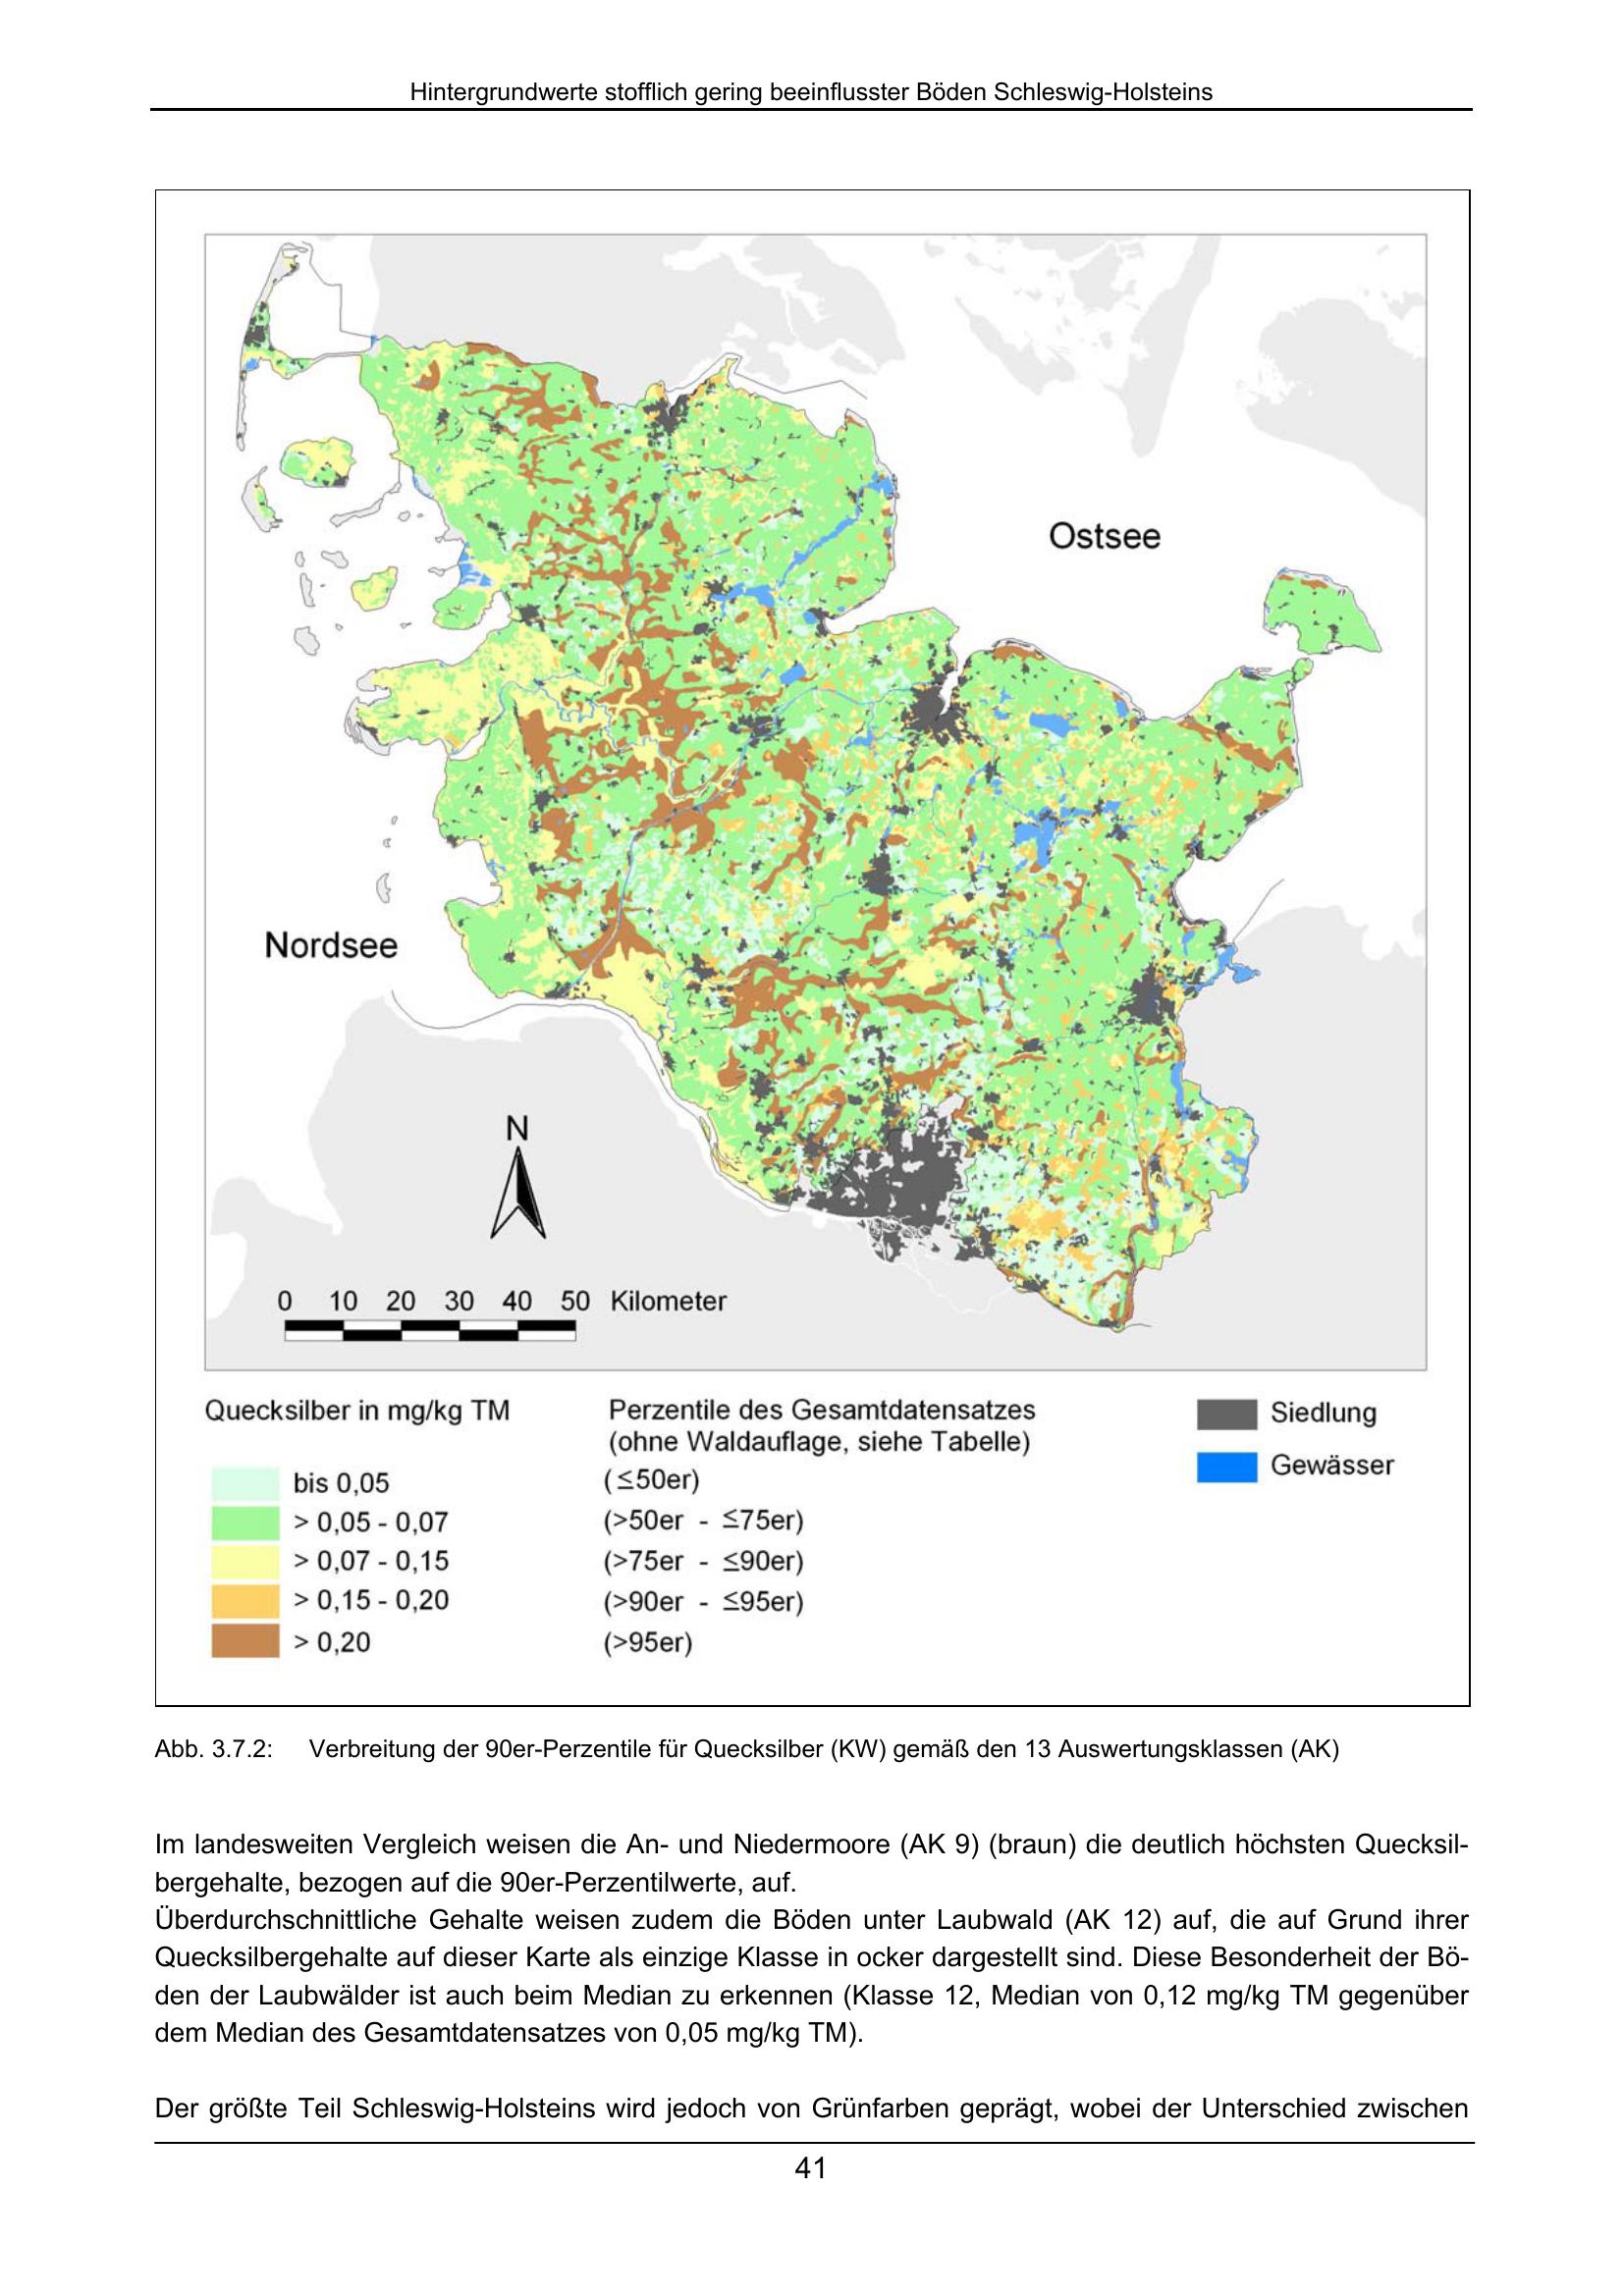 Hintergrundwerte stofflich gering beeinflusster Böden Schleswig-Holsteins
Ostsee
Nordsee
N
0 10 20 30 40 50 Kilometer
Quecksilber in mg/kg TM
Perzentile des Gesamtdatensatzes
(ohne Waldauflage, siehe Tabelle)
bis 0,05 (≤50er)
> 0,05 - 0,07 (>50er - ≤75er)
> 0,07 - 0,15 (>75er - ≤90er)
> 0,15 - 0,20 (>90er - ≤95er)
> 0,20 (>95er)
Siedlung
Gewässer
Abb. 3.7.2: Verbreitung der 90er-Perzentile für Quecksilber (KW) gemäß den 13 Auswertungsklassen (AK)
Im landesweiten Vergleich weisen die An- und Niedermoore (AK 9) (braun) die deutlich höchsten Quecksil-
bergehalte, bezogen auf die 90er-Perzentilwerte, auf.
Überdurchschnittliche Gehalte weisen zudem die Böden unter Laubwald (AK 12) auf, die auf Grund ihrer
Quecksilbergehalte auf dieser Karte als einzige Klasse in ocker dargestellt sind. Diese Besonderheit der Bö-
den der Laubwälder ist auch beim Median zu erkennen (Klasse 12, Median von 0,12 mg/kg TM gegenüber
dem Median des Gesamtdatensatzes von 0,05 mg/kg TM).
Der größte Teil Schleswig-Holsteins wird jedoch von Grünfarben geprägt, wobei der Unterschied zwischen
41